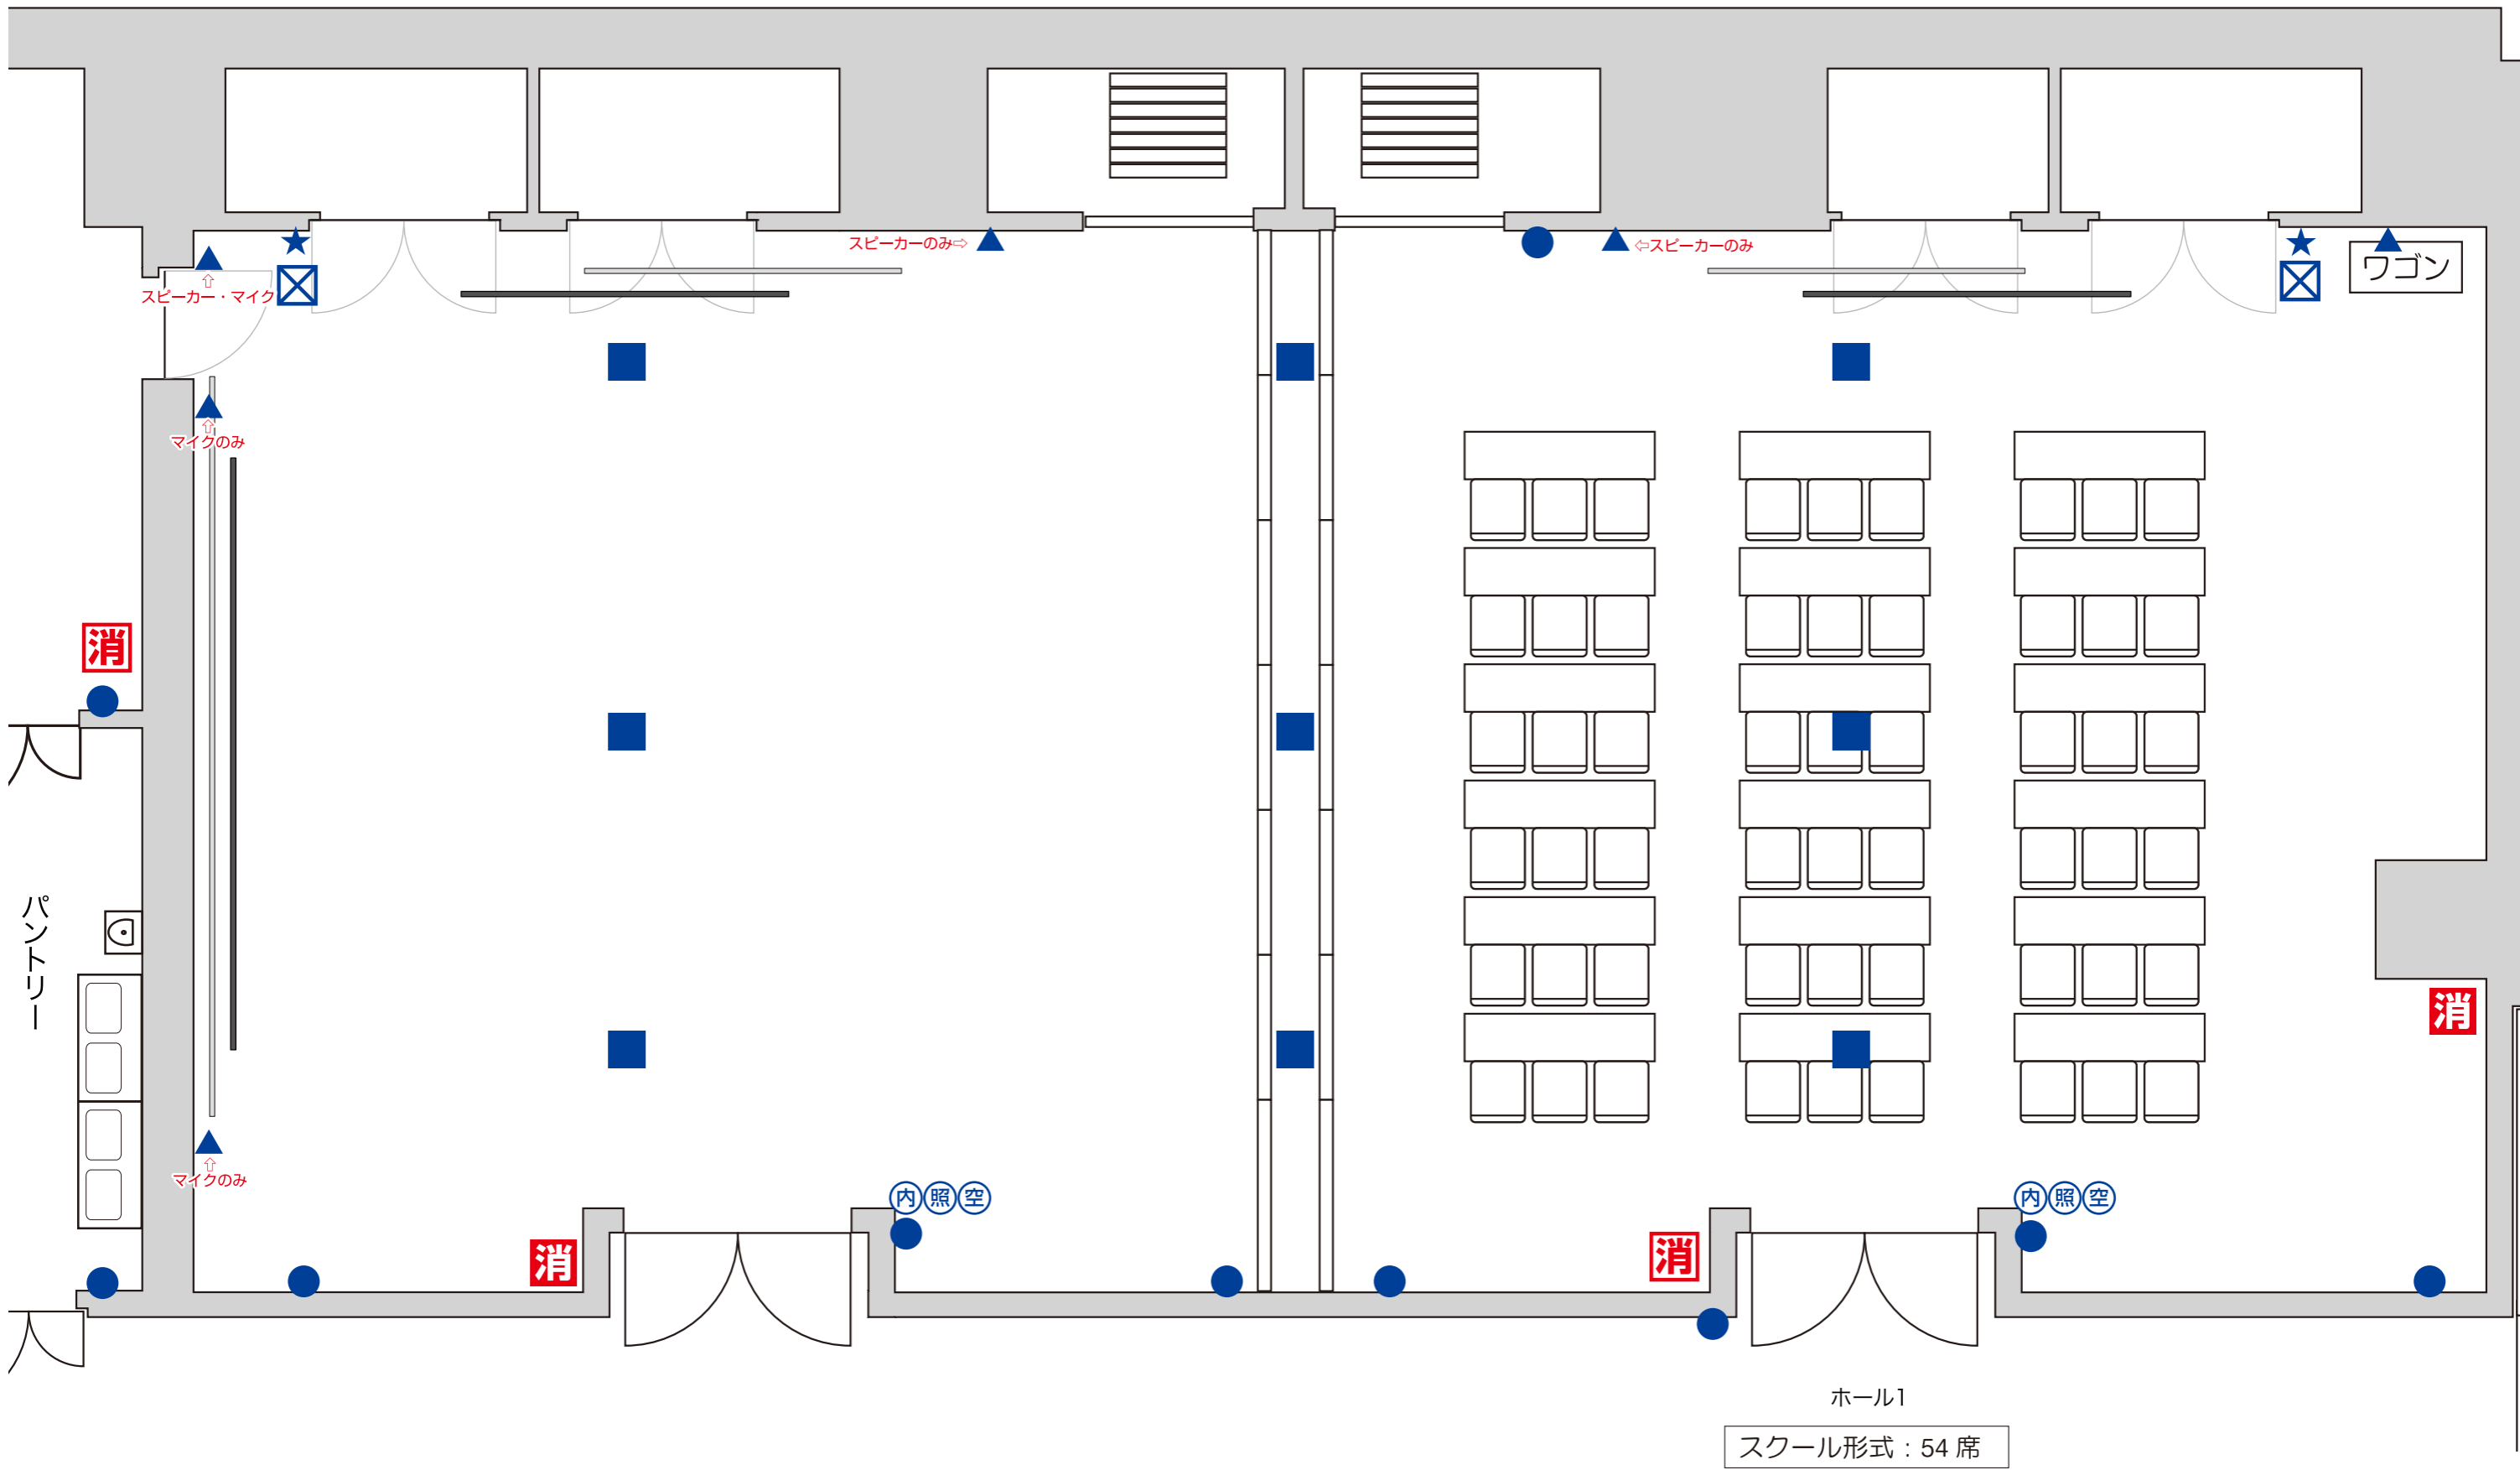 スピーカーのみ⇨
⇦スピーカーのみ
ワゴン
⇧
スピーカー・マイク
⇧
マイクのみ
消
パントリー
消
⇧
マイクのみ
内 照 空
内 照 空
消
消
ホール1
スクール形式：54 席